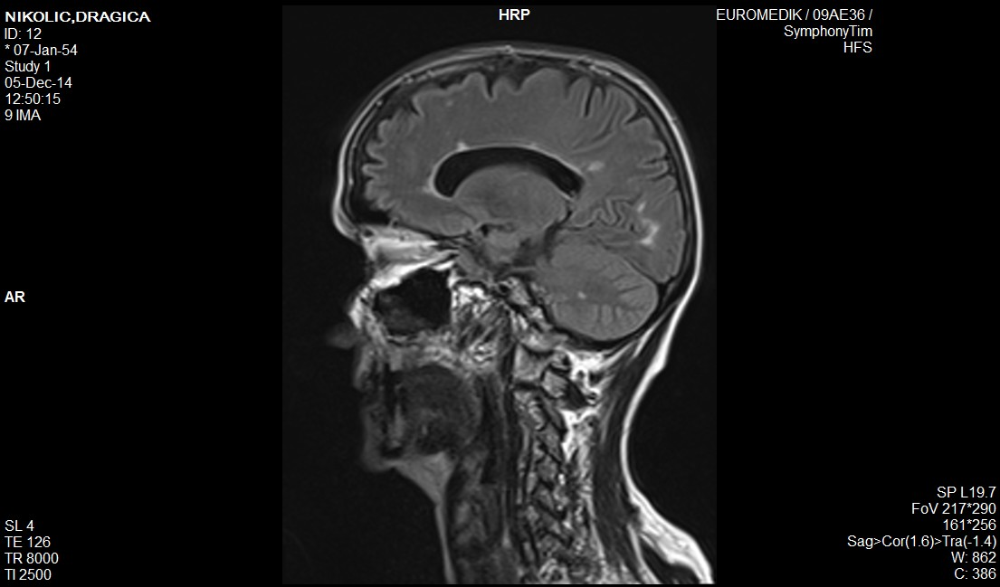 NIKOLIC,DRAGICA
ID: 12
* 07-Jan-54
Study 1
05-Dec-14
12:50:15
9 IMA
HRP
EUROMEDIK / 09AE36 /
SymphonyTim
HFS
AR
SL 4
TE 126
TR 8000
TI 2500
SP L19.7
FoV 217*290
161*256
Sag>Cor(1.6)>Tra(-1.4)
W: 862
C: 386